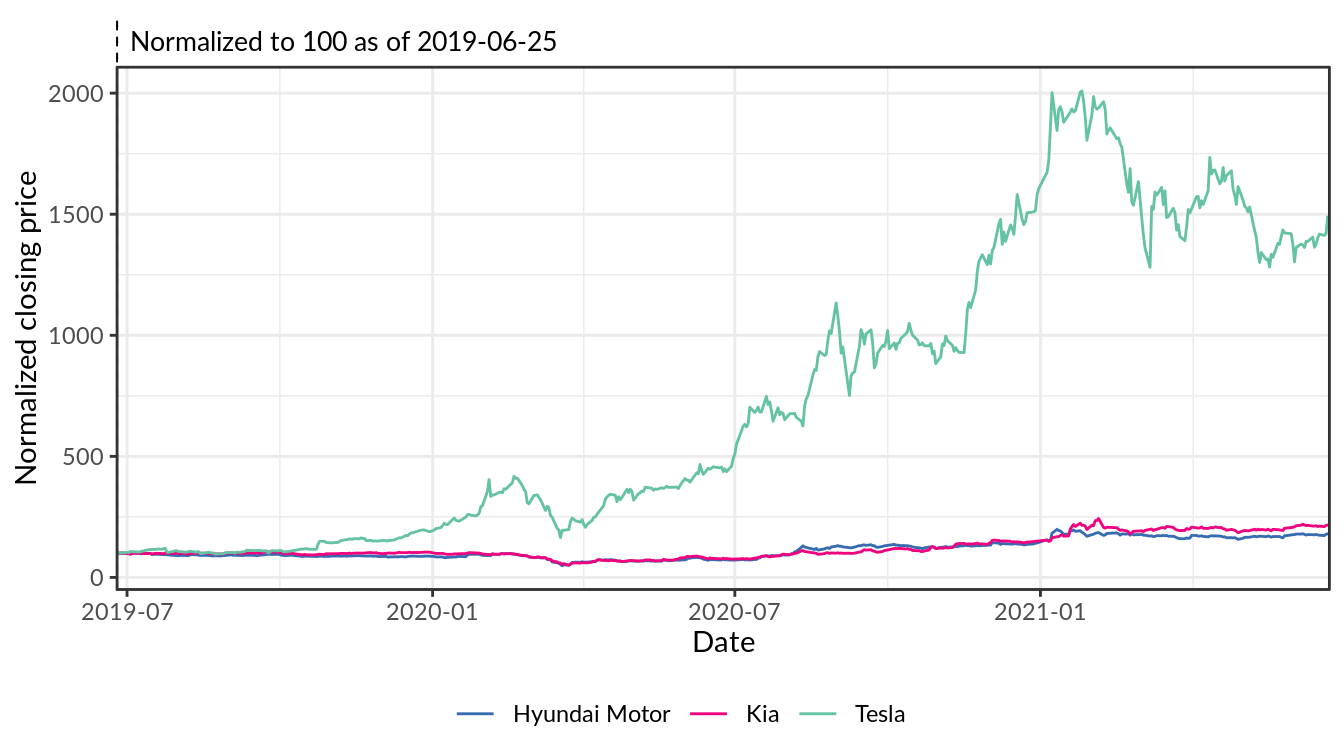 Normalized to 100 as of 2019-06-25
Normalized closing price
2000
1500
1000
500
0
2019-07 2020-01 2020-07 2021-01
Date
Hyundai Motor Kia Tesla